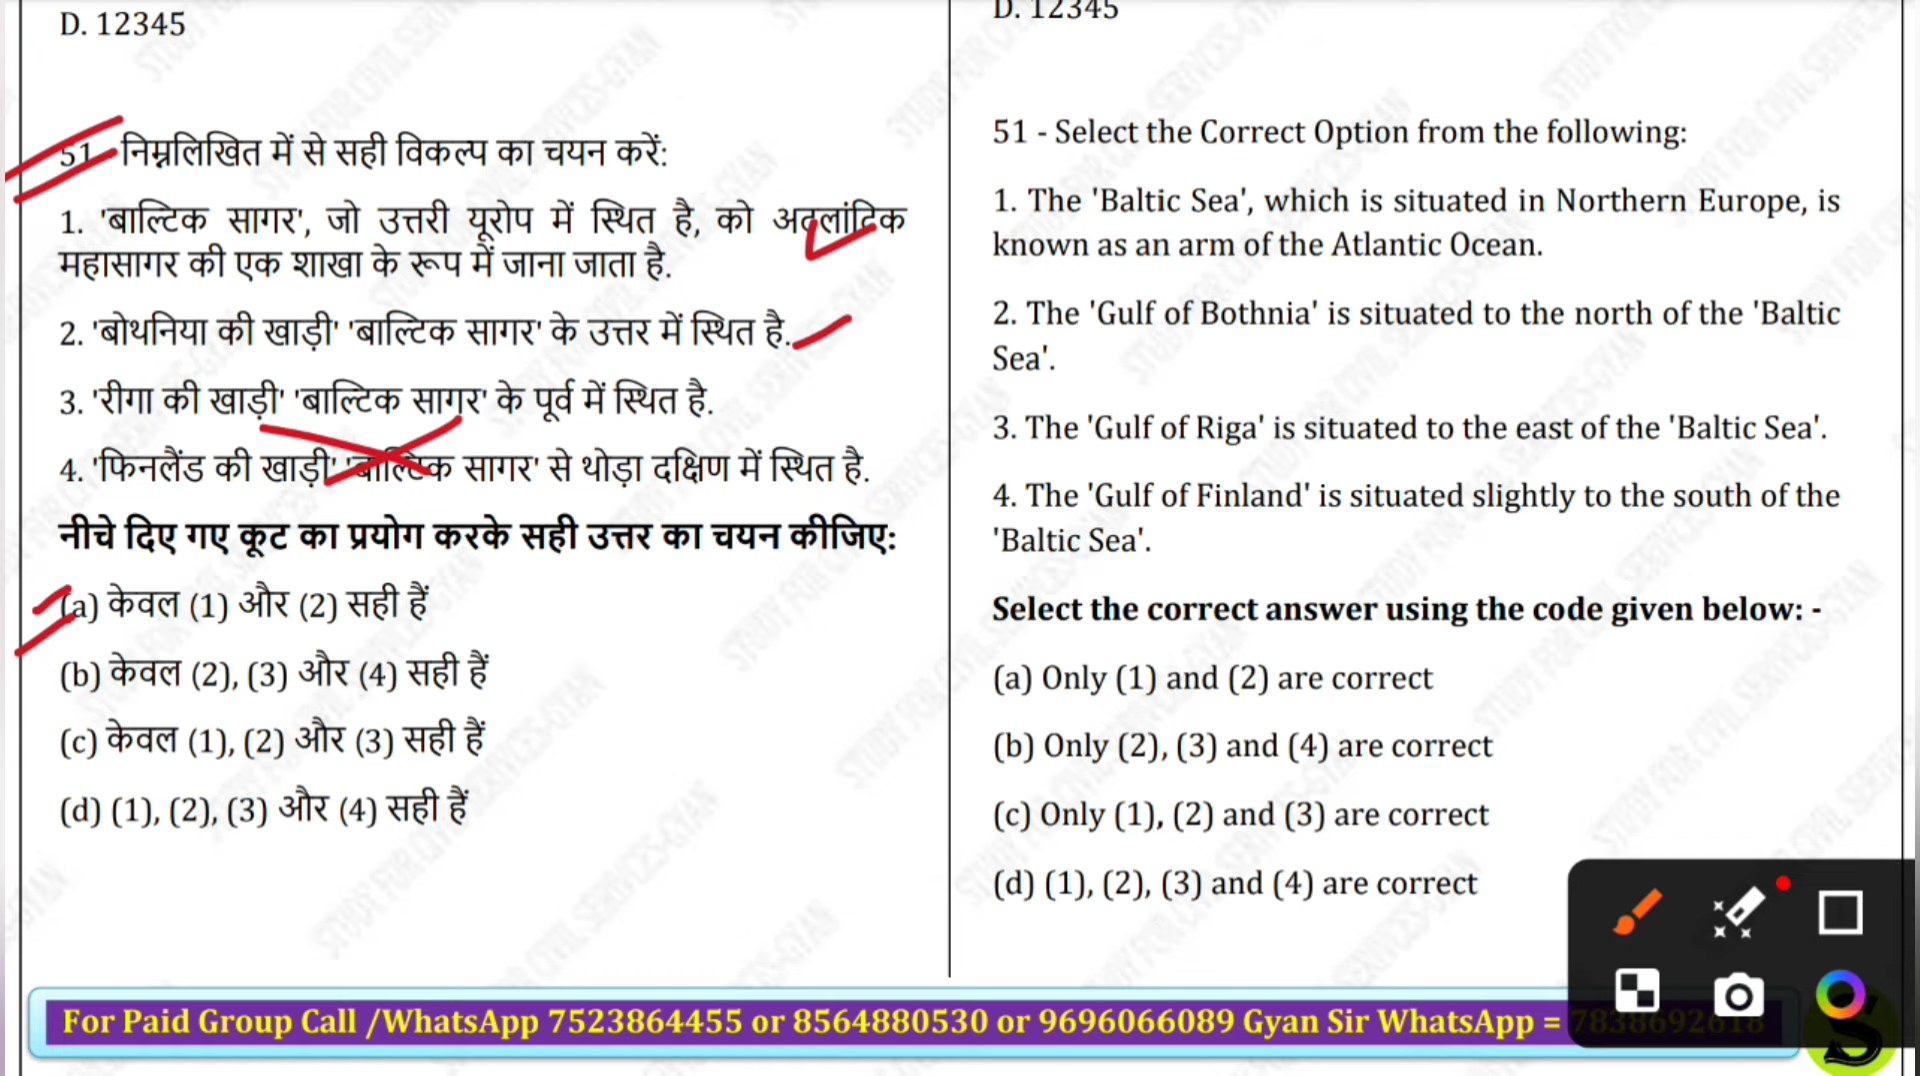 D. 12345
51- निम्नलिखित में से सही विकल्प का चयन करें:
1. 'बाल्टिक सागर', जो उत्तरी यूरोप में स्थित है, को अटलांटिक
महासागर की एक शाखा के रूप में जाना जाता है.
2. 'बोथनिया की खाड़ी' 'बाल्टिक सागर' के उत्तर में स्थित है.
3. 'रीगा की खाड़ी' 'बाल्टिक सागर' के पूर्व में स्थित है.
4. 'फिनलैंड की खाड़ी' 'बाल्टिक सागर' से थोड़ा दक्षिण में स्थित है.
नीचे दिए गए कूट का प्रयोग करके सही उत्तर का चयन कीजिए:
(a) केवल (1) और (2) सही हैं
(b) केवल (2), (3) और (4) सही हैं
(c) केवल (1), (2) और (3) सही हैं
(d) (1), (2), (3) और (4) सही हैं
D. 12345
51 - Select the Correct Option from the following:
1. The 'Baltic Sea', which is situated in Northern Europe, is
known as an arm of the Atlantic Ocean.
2. The 'Gulf of Bothnia' is situated to the north of the 'Baltic
Sea'.
3. The 'Gulf of Riga' is situated to the east of the 'Baltic Sea'.
4. The 'Gulf of Finland' is situated slightly to the south of the
'Baltic Sea'.
Select the correct answer using the code given below: -
(a) Only (1) and (2) are correct
(b) Only (2), (3) and (4) are correct
(c) Only (1), (2) and (3) are correct
(d) (1), (2), (3) and (4) are correct
For Paid Group Call /WhatsApp 7523864455 or 8564880530 or 9696066089 Gyan Sir WhatsApp = 7838692618
STUDY FOR CIVIL SERVICES-GYAN